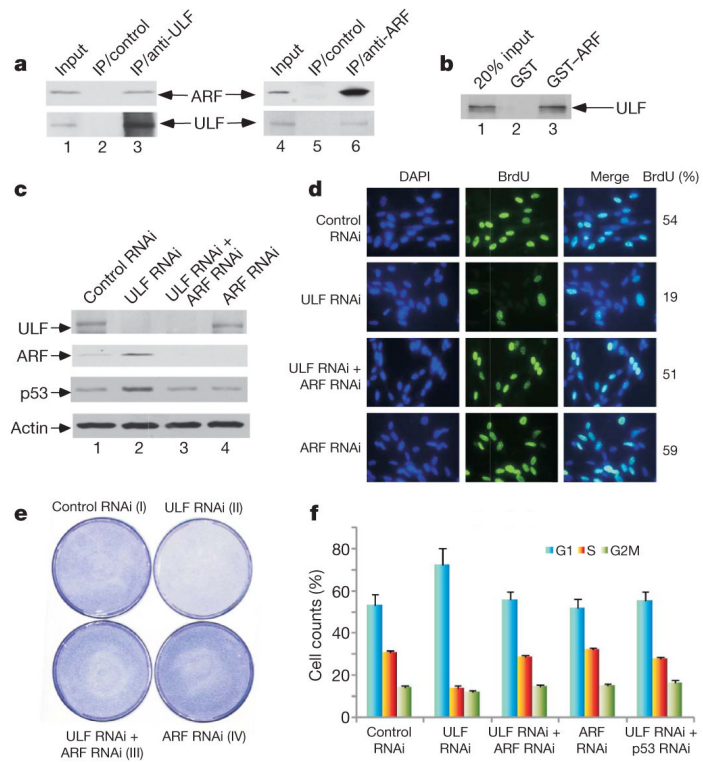 a
Input
IP/control
IP/anti-ULF
Input
IP/control
IP/anti-ARF
ARF
ULF
1 2 3 4 5 6
b
20% input
GST
GST–ARF
ULF
1 2 3
c
Control RNAi
ULF RNAi
ULF RNAi +
ARF RNAi
ARF RNAi
ULF
ARF
p53
Actin
1 2 3 4
d
DAPI BrdU Merge BrdU (%)
Control
RNAi
54
ULF RNAi
19
ULF RNAi +
ARF RNAi
51
ARF RNAi
59
e
Control RNAi (I) ULF RNAi (II)
ULF RNAi +
ARF RNAi (III)
ARF RNAi (IV)
f
G1 S G2M
Cell counts (%)
80
60
40
20
0
Control
RNAi
ULF
RNAi
ULF RNAi +
ARF RNAi
ARF
RNAi
ULF RNAi +
p53 RNAi